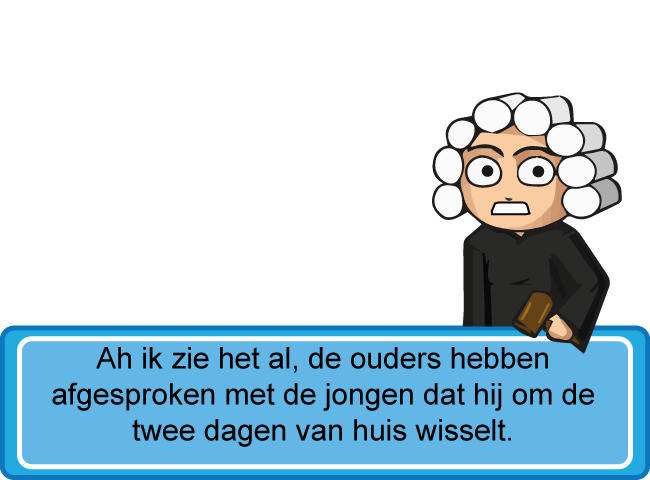 Ah ik zie het al, de ouders hebben
afgesproken met de jongen dat hij om de
twee dagen van huis wisselt.